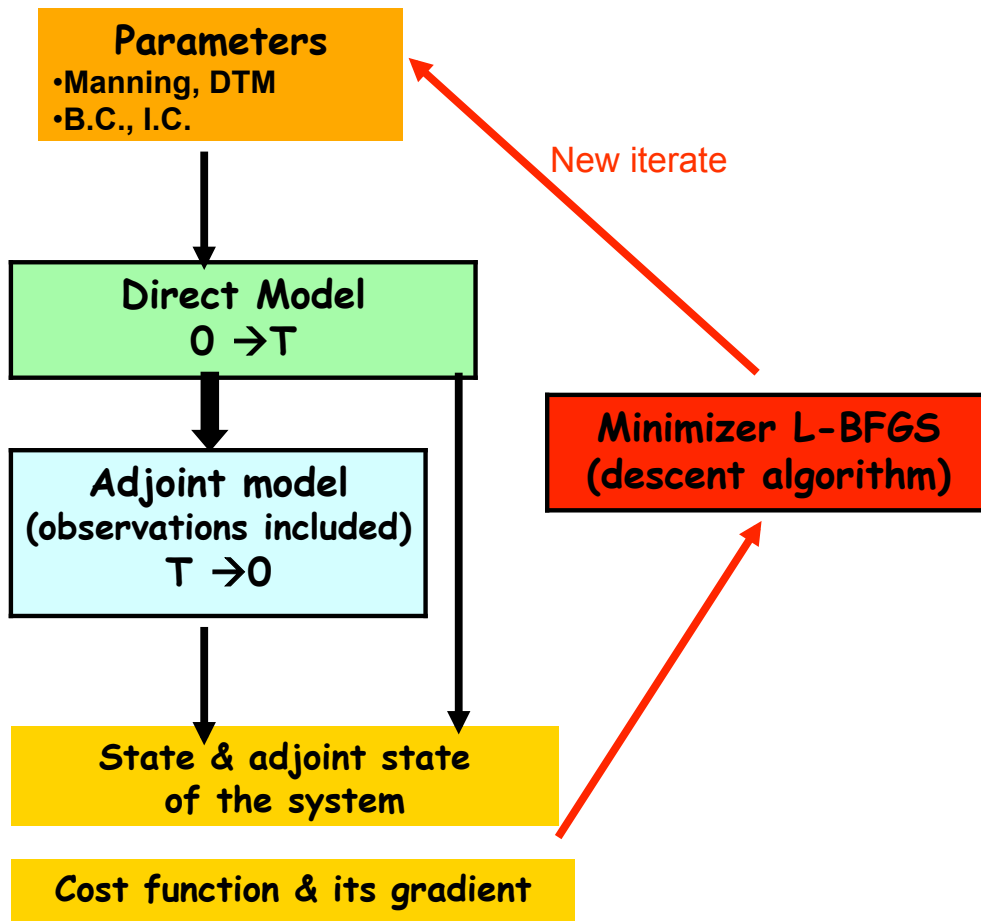 Parameters
•Manning, DTM
•B.C., I.C.
New iterate
Direct Model
0 →T
Minimizer L-BFGS
(descent algorithm)
Adjoint model
(observations included)
T →0
State & adjoint state
of the system
Cost function & its gradient